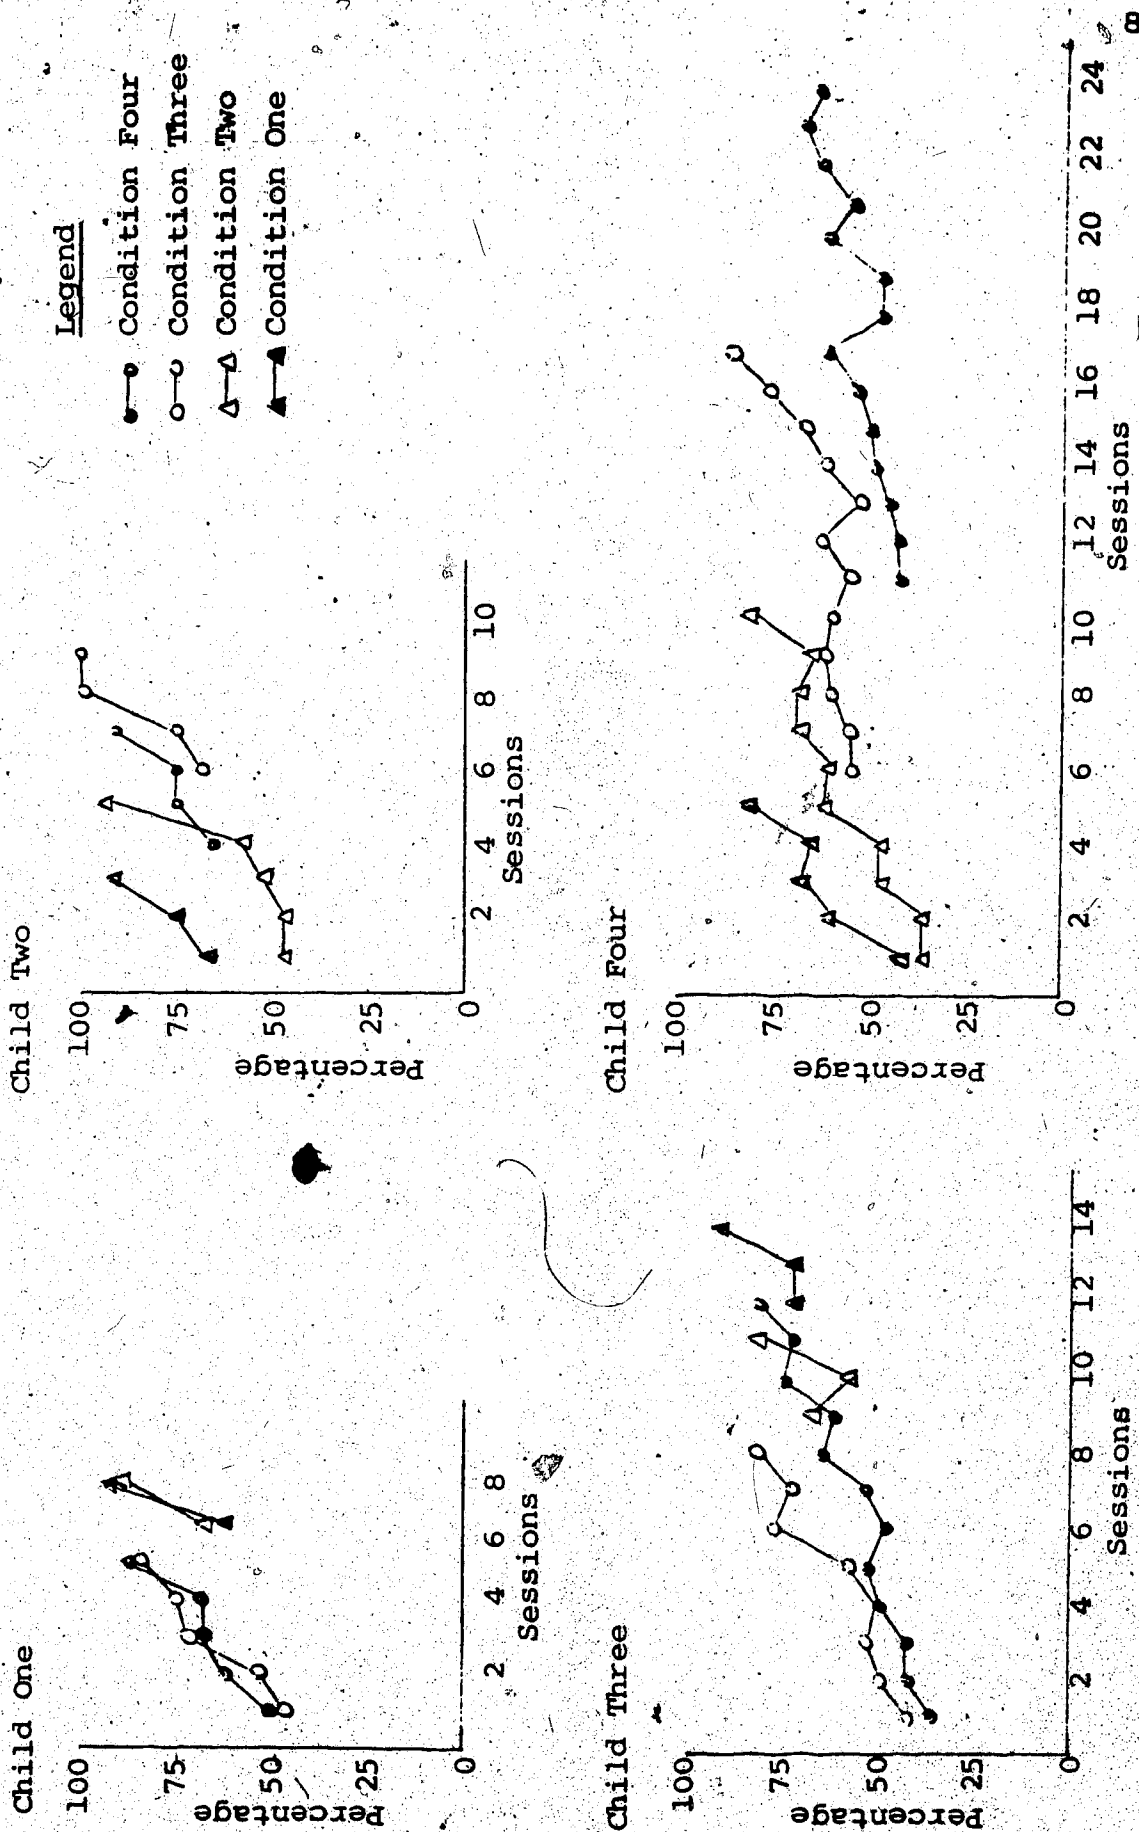 Child One
100
75
50
25
0
Percentage
2
4
6
8
Sessions
Child Two
100
75
50
25
0
Percentage
2
4
6
8
10
Sessions
Legend
Condition Four
Condition Three
Condition Two
Condition One
Child Three
100
75
50
25
0
Percentage
2
4
6
8
10
12
14
Sessions
Child Four
100
75
50
25
0
Percentage
2
4
6
8
10
12
14
16
18
20
22
24
Sessions
8